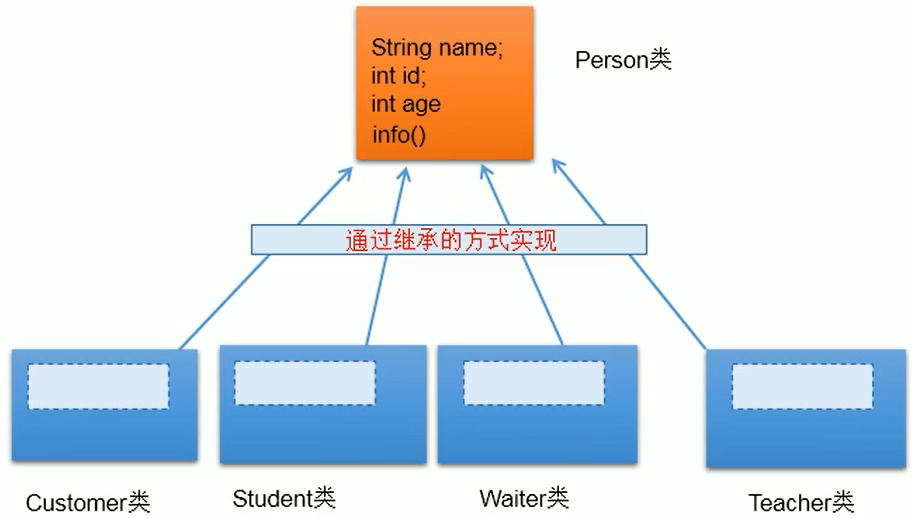 String name;
int id;
int age
info()
Person类
通过继承的方式实现
Customer类
Student类
Waiter类
Teacher类